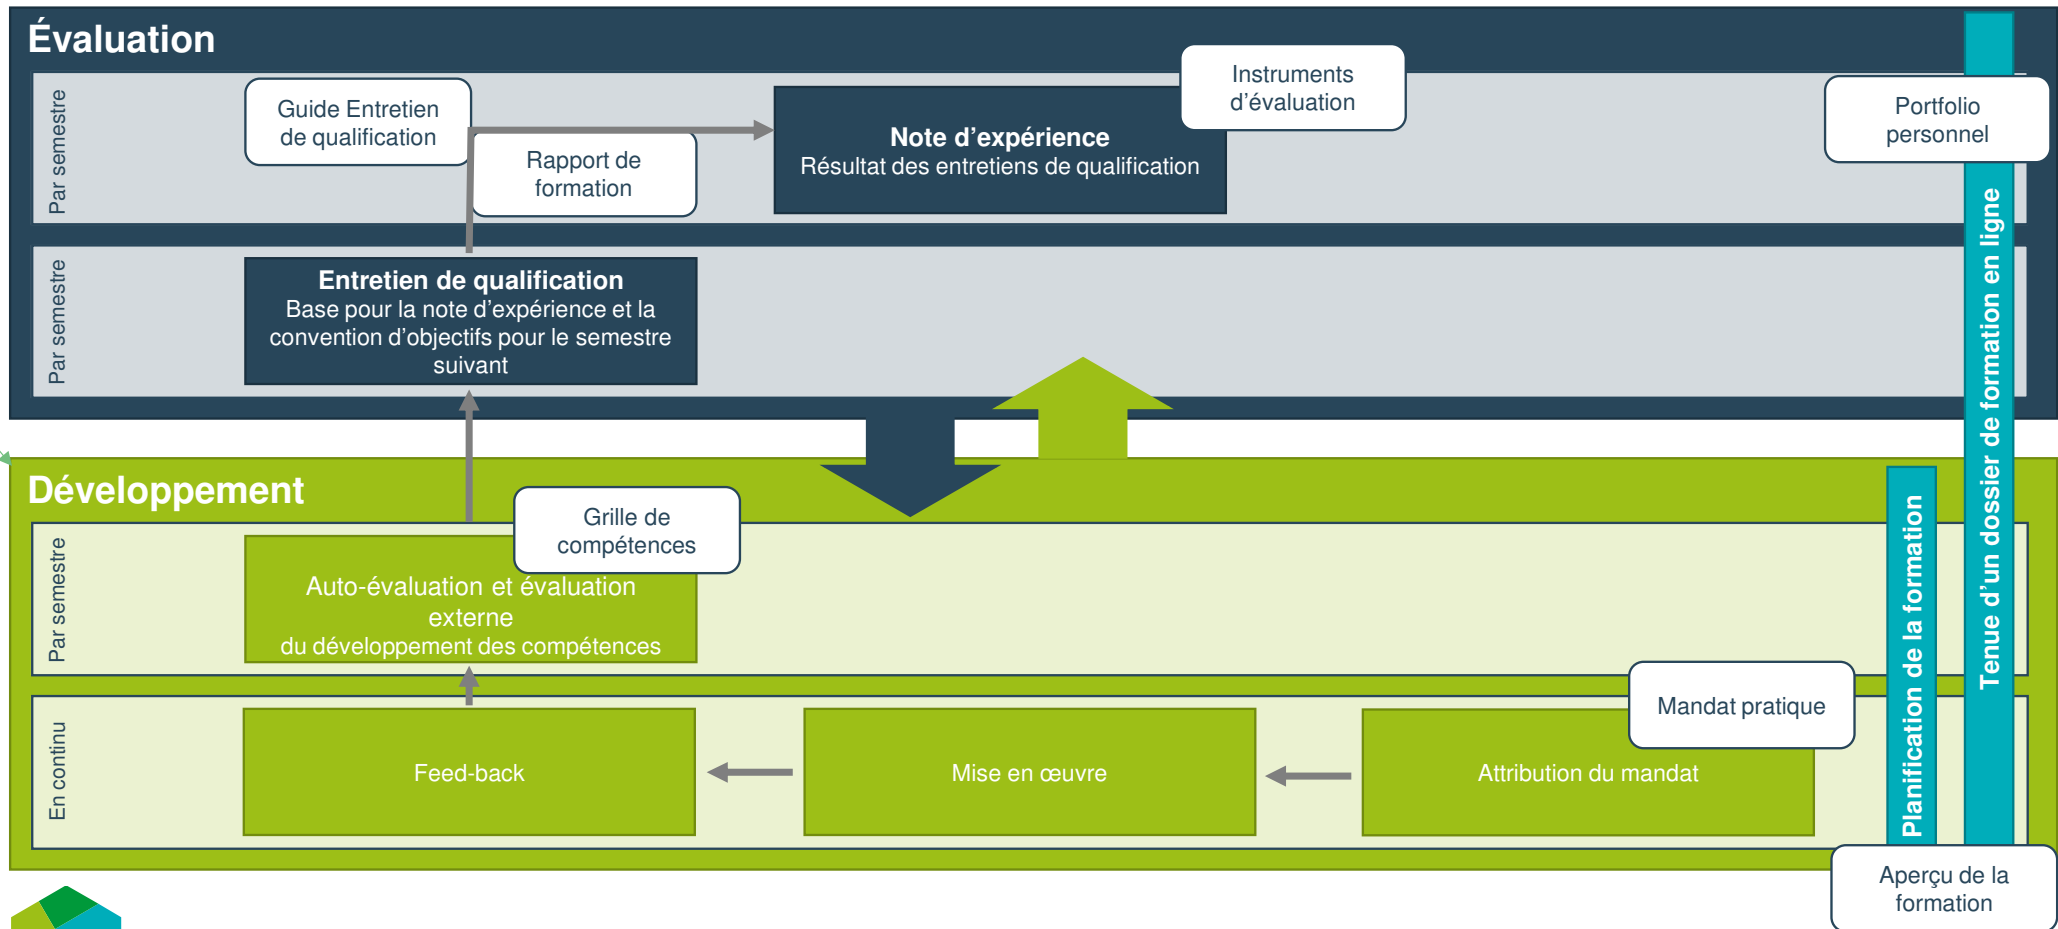 Évaluation
Par semestre
Guide Entretien
de qualification
Rapport de
formation
Note d'expérience
Résultat des entretiens de qualification
Instruments
d'évaluation
Portfolio
personnel
Par semestre
Entretien de qualification
Base pour la note d'expérience et la
convention d'objectifs pour le semestre
suivant
Tenue d'un dossier de formation en ligne
Développement
Par semestre
Grille de
compétences
Auto-évaluation et évaluation
externe
du développement des compétences
Planification de la formation
En continu
Feed-back
Mise en œuvre
Attribution du mandat
Mandat pratique
Aperçu de la
formation